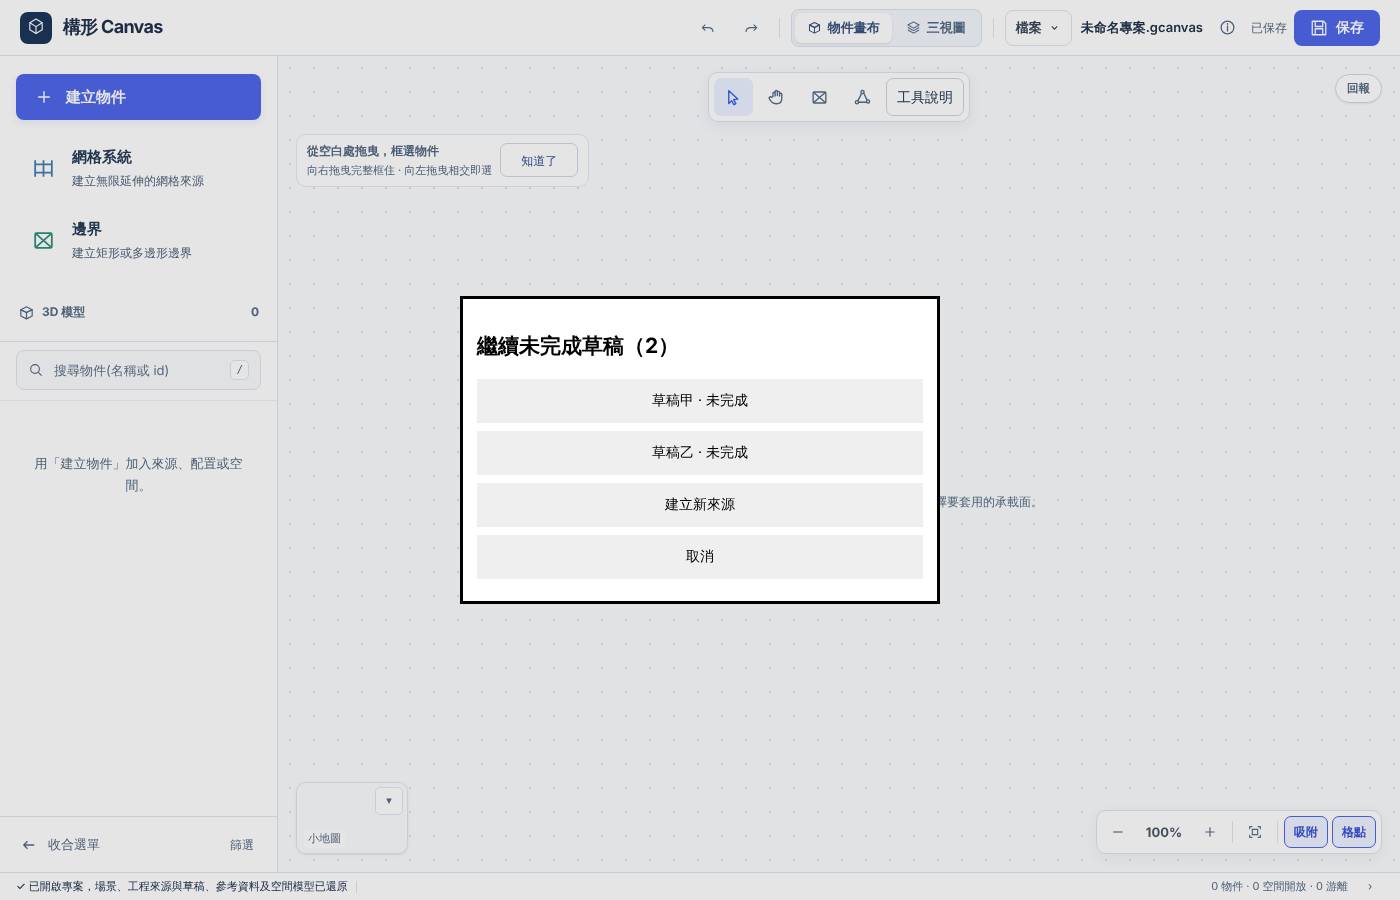 構形 Canvas
物件畫布
三視圖
檔案
未命名專案.gcanvas
已保存
保存
建立物件
網格系統
建立無限延伸的網格來源
邊界
建立矩形或多邊形邊界
3D 模型
0
搜尋物件(名稱或 id)
/
用「建立物件」加入來源、配置或空
間。
收合選單
篩選
工具說明
回報
從空白處拖曳，框選物件
向右拖曳完整框住 · 向左拖曳相交即選
知道了
繼續未完成草稿（2）
草稿甲 · 未完成
草稿乙 · 未完成
建立新來源
取消
擇要套用的承載面。
小地圖
100%
吸附
格點
已開啟專案，場景、工程來源與草稿、參考資料及空間模型已還原
0 物件 · 0 空間開放 · 0 游離